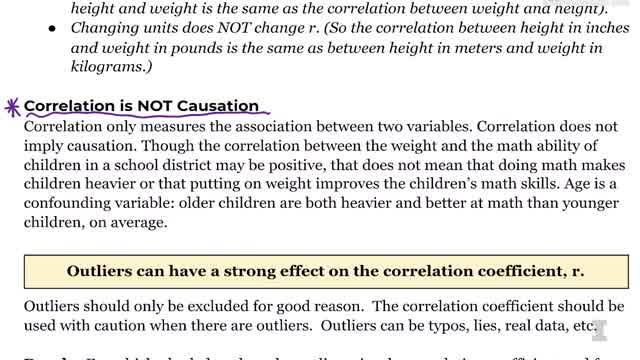 height and weight is the same as the correlation between weight and height).
● Changing units does NOT change r. (So the correlation between height in inches
and weight in pounds is the same as between height in meters and weight in
kilograms.)
* Correlation is NOT Causation
Correlation only measures the association between two variables. Correlation does not
imply causation. Though the correlation between the weight and the math ability of
children in a school district may be positive, that does not mean that doing math makes
children heavier or that putting on weight improves the children’s math skills. Age is a
confounding variable: older children are both heavier and better at math than younger
children, on average.
Outliers can have a strong effect on the correlation coefficient, r.
Outliers should only be excluded for good reason. The correlation coefficient should be
used with caution when there are outliers. Outliers can be typos, lies, real data, etc.
I